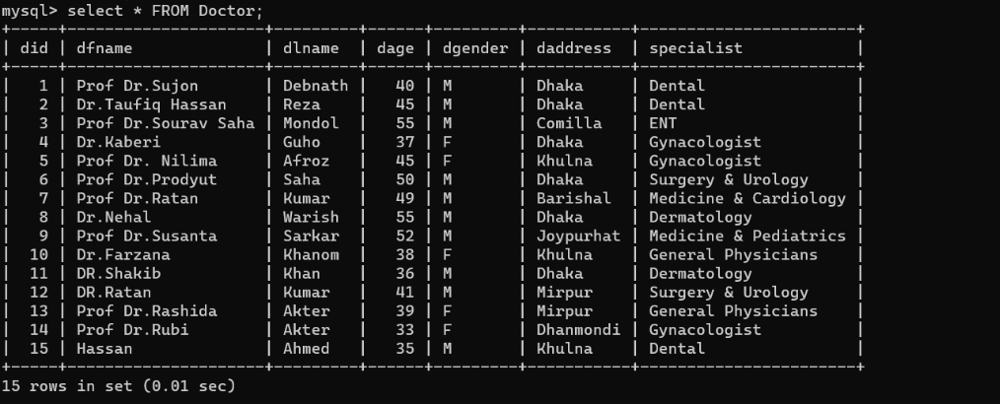 mysql> select * FROM Doctor;
+-----+---------------------+----------+------+---------+-----------+-----------------------+
| did | dfname              | dlname   | dage | dgender | daddress  | specialist            |
+-----+---------------------+----------+------+---------+-----------+-----------------------+
|   1 | Prof Dr.Sujon       | Debnath |   40 | M       | Dhaka     | Dental                |
|   2 | Dr.Taufiq Hassan    | Reza    |   45 | M       | Dhaka     | Dental                |
|   3 | Prof Dr.Sourav Saha | Mondol  |   55 | M       | Comilla   | ENT                   |
|   4 | Dr.Kaberi           | Guho    |   37 | F       | Dhaka     | Gynacologist          |
|   5 | Prof Dr. Nilima     | Afroz   |   45 | F       | Khulna    | Gynacologist          |
|   6 | Prof Dr.Prodyut     | Saha    |   50 | M       | Dhaka     | Surgery & Urology     |
|   7 | Prof Dr.Ratan       | Kumar   |   49 | M       | Barishal  | Medicine & Cardiology |
|   8 | Dr.Nehal            | Warish  |   55 | M       | Dhaka     | Dermatology           |
|   9 | Prof Dr.Susanta     | Sarkar  |   52 | M       | Joypurhat | Medicine & Pediatrics |
|  10 | Dr.Farzana          | Khanom  |   38 | F       | Khulna    | General Physicians    |
|  11 | DR.Shakib           | Khan    |   36 | M       | Dhaka     | Dermatology           |
|  12 | DR.Ratan            | Kumar   |   41 | M       | Mirpur    | Surgery & Urology     |
|  13 | Prof Dr.Rashida     | Akter   |   39 | F       | Mirpur    | General Physicians    |
|  14 | Prof Dr.Rubi        | Akter   |   33 | F       | Dhanmondi | Gynacologist          |
|  15 | Hassan              | Ahmed   |   35 | M       | Khulna    | Dental                |
+-----+---------------------+---------+------+---------+-----------+-----------------------+
15 rows in set (0.01 sec)